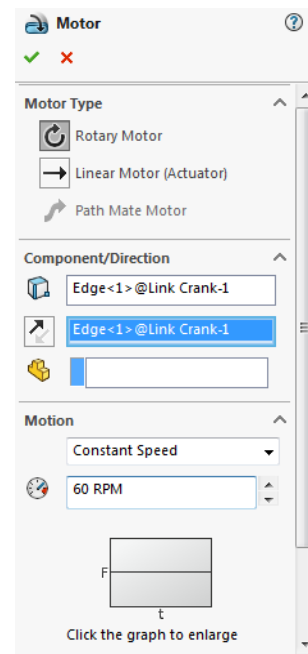 Motor
?
Motor Type
Rotary Motor
Linear Motor (Actuator)
Path Mate Motor
Component/Direction
Edge<1>@Link Crank-1
Edge<1>@Link Crank-1
Motion
Constant Speed
60 RPM
F
t
Click the graph to enlarge